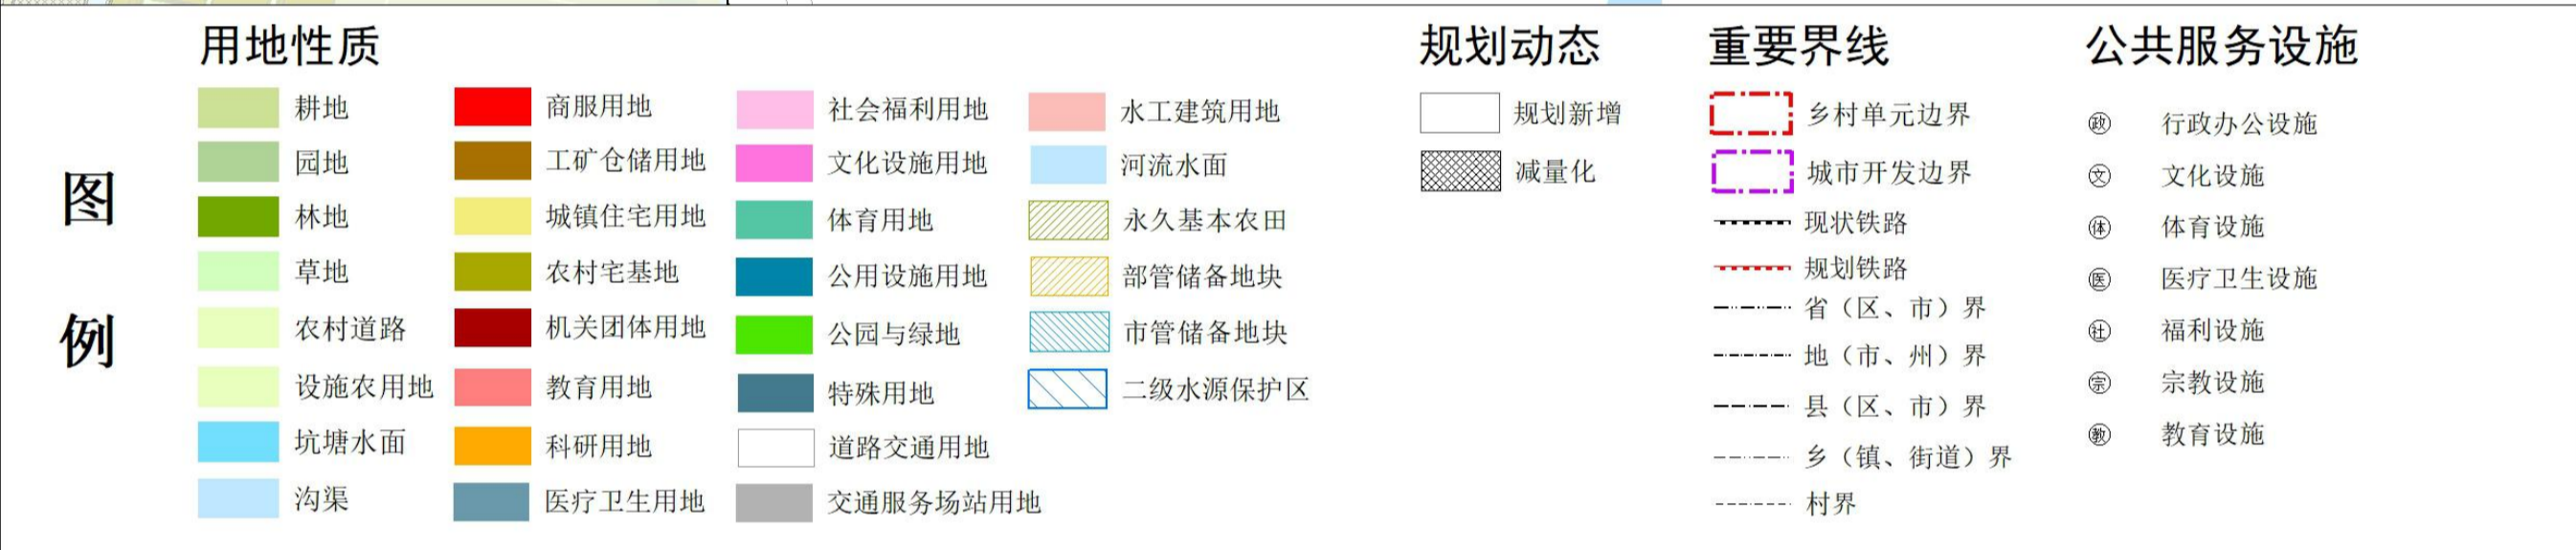 图例
用地性质
耕地
园地
林地
草地
农村道路
设施农用地
坑塘水面
沟渠
商服用地
工矿仓储用地
城镇住宅用地
农村宅基地
机关团体用地
教育用地
科研用地
医疗卫生用地
社会福利用地
文化设施用地
体育用地
公用设施用地
公园与绿地
特殊用地
道路交通用地
交通服务场站用地
水工建筑用地
河流水面
永久基本农田
部管储备地块
市管储备地块
二级水源保护区
规划动态
规划新增
减量化
重要界线
乡村单元边界
城市开发边界
现状铁路
规划铁路
省（区、市）界
地（市、州）界
县（区、市）界
乡（镇、街道）界
村界
公共服务设施
政 行政办公设施
文 文化设施
体 体育设施
医 医疗卫生设施
社 福利设施
宗 宗教设施
教 教育设施